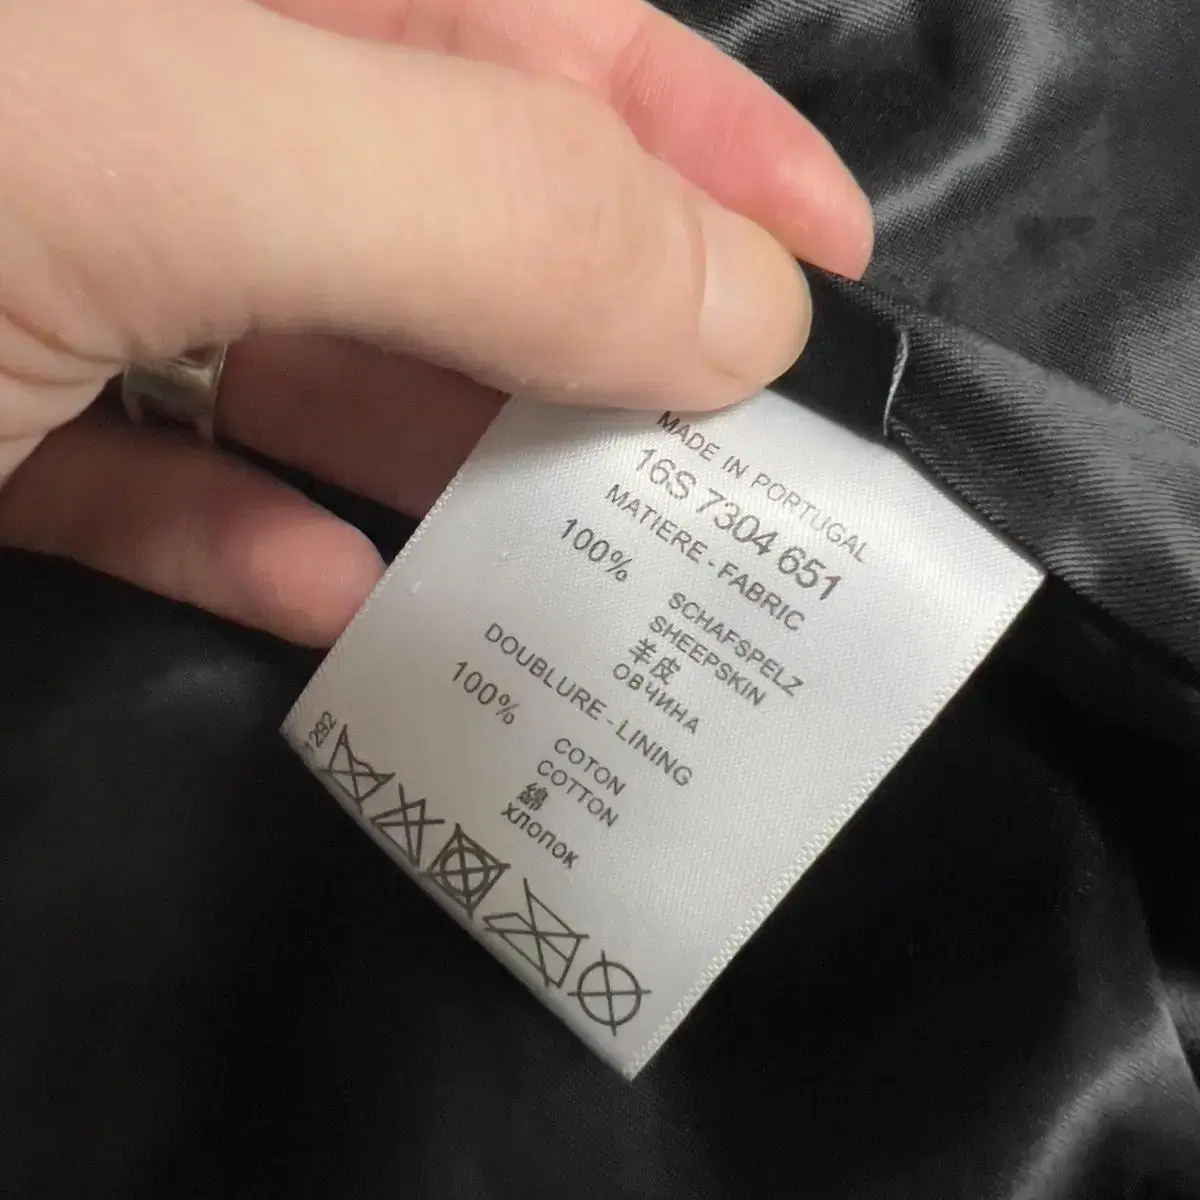 MADE IN PORTUGAL
16S 7304 651
MATIERE - FABRIC
100%
SCHAFSPELZ
SHEEPSKIN
羊皮
ОВЧИНА
DOUBLURE - LINING
100%
COTON
COTTON
綿
ХЛОПОК
1292